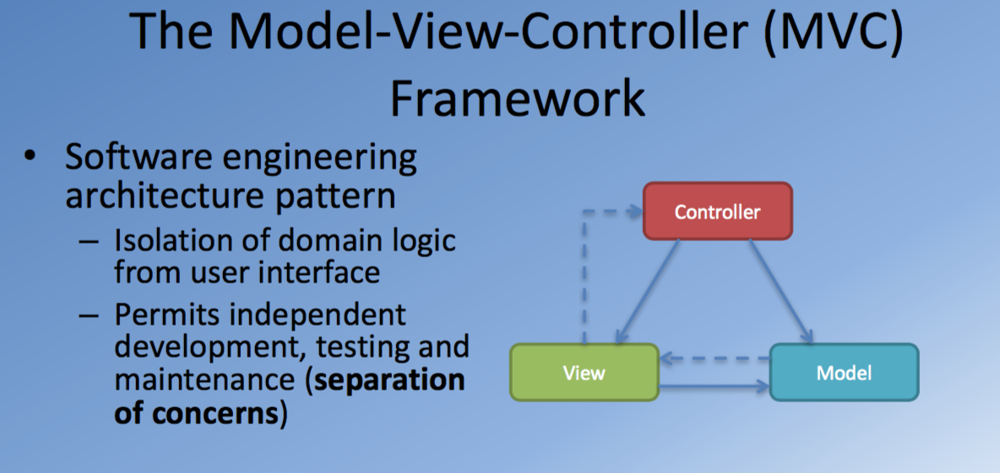 The Model-View-Controller (MVC)
Framework
• Software engineering
architecture pattern
– Isolation of domain logic
from user interface
– Permits independent
development, testing and
maintenance (separation
of concerns)
Controller
View
Model